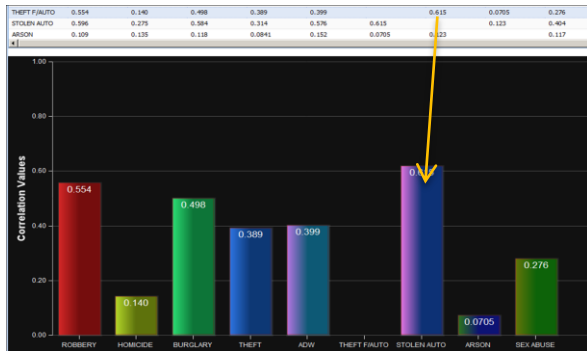 THEFT F/AUTO 0.554 0.140 0.498 0.389 0.399 0.615 0.0705 0.276
STOLEN AUTO 0.596 0.275 0.584 0.314 0.576 0.615 0.123 0.404
ARSON 0.109 0.135 0.118 0.0841 0.152 0.0705 0.117
1.00
0.80
0.60
0.40
0.20
0.00
Correlation Values
0.554
0.140
0.498
0.389
0.399
0.0705
0.276
ROBBERY HOMICIDE BURGLARY THEFT ADW THEFT F/AUTO STOLEN AUTO ARSON SEX ABUSE